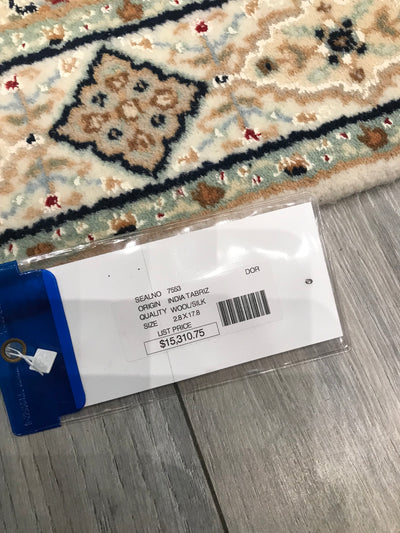 DOR
SEALNO 7553
ORIGIN INDIA TABRIZ
QUALITY WOOL/SILK
SIZE 2.8 X 17.8
LIST PRICE
$15,310.75